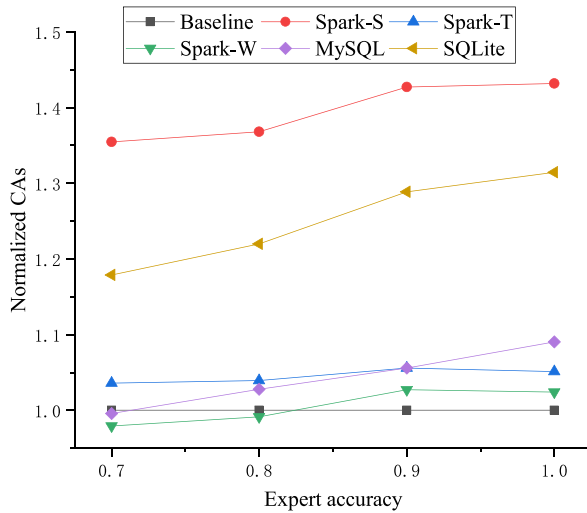 Baseline Spark-S Spark-T
Spark-W MySQL SQLite
1.5
1.4
1.3
1.2
1.1
1.0
Normalized CAs
0.7 0.8 0.9 1.0
Expert accuracy